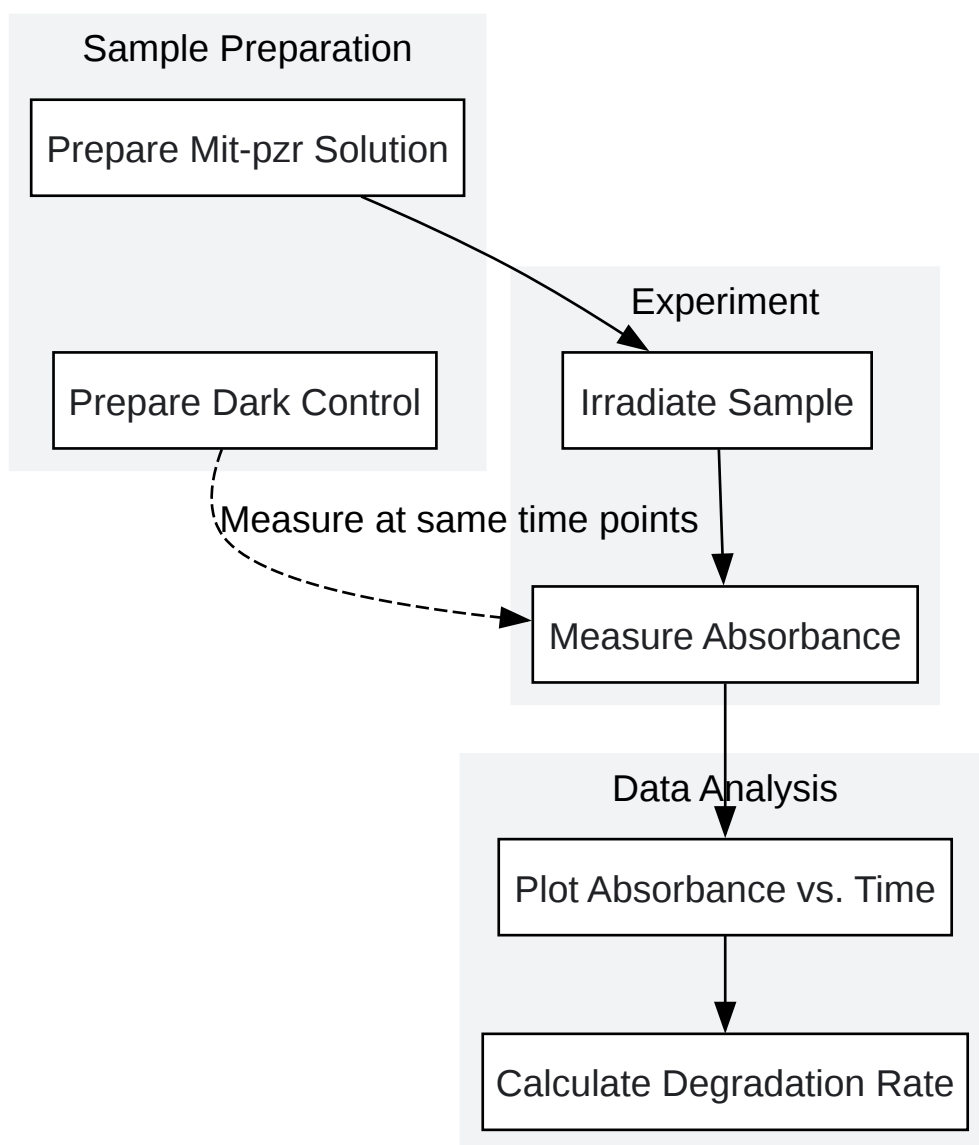 Sample Preparation
Prepare Mit-pzr Solution
Experiment
Prepare Dark Control
Irradiate Sample
Measure at same time points
Measure Absorbance
Data Analysis
Plot Absorbance vs. Time
Calculate Degradation Rate